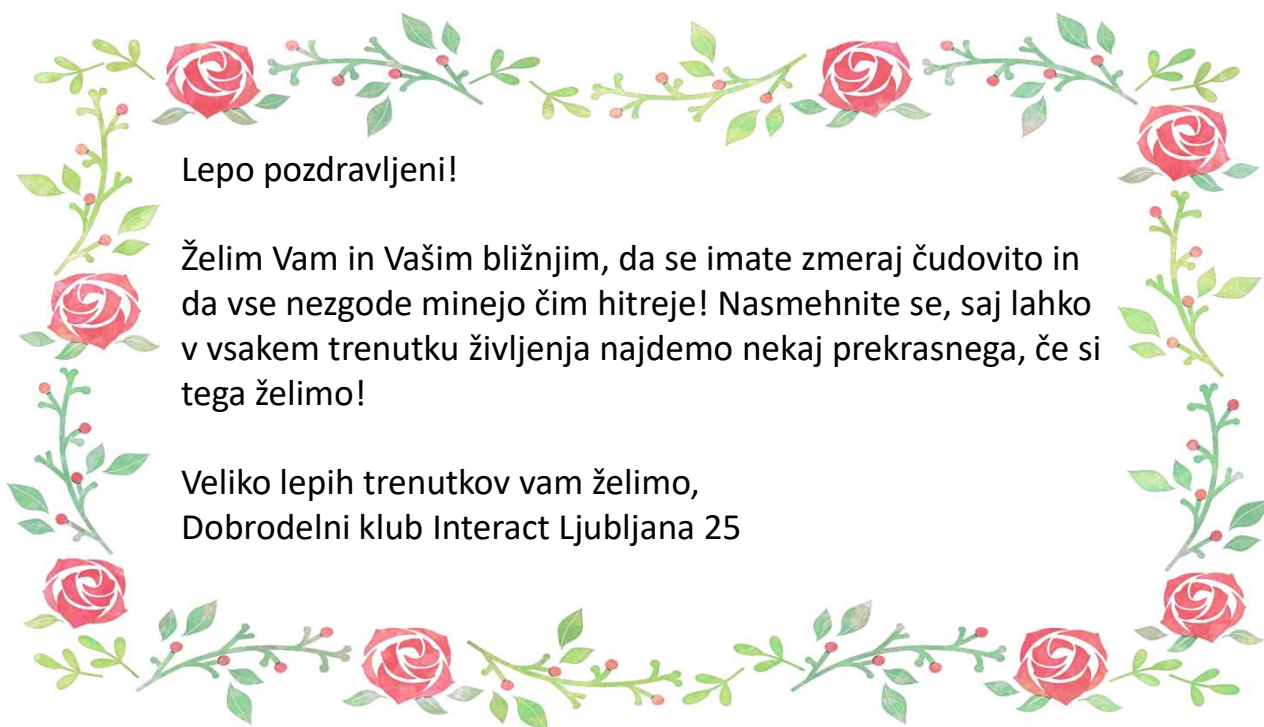 Lepo pozdravljeni!
Želim Vam in Vašim bližnjim, da se imate zmeraj čudovito in
da vse nezgode minejo čim hitreje! Nasmehnite se, saj lahko
v vsakem trenutku življenja najdemo nekaj prekrasnega, če si
tega želimo!
Veliko lepih trenutkov vam želimo,
Dobrodelni klub Interact Ljubljana 25